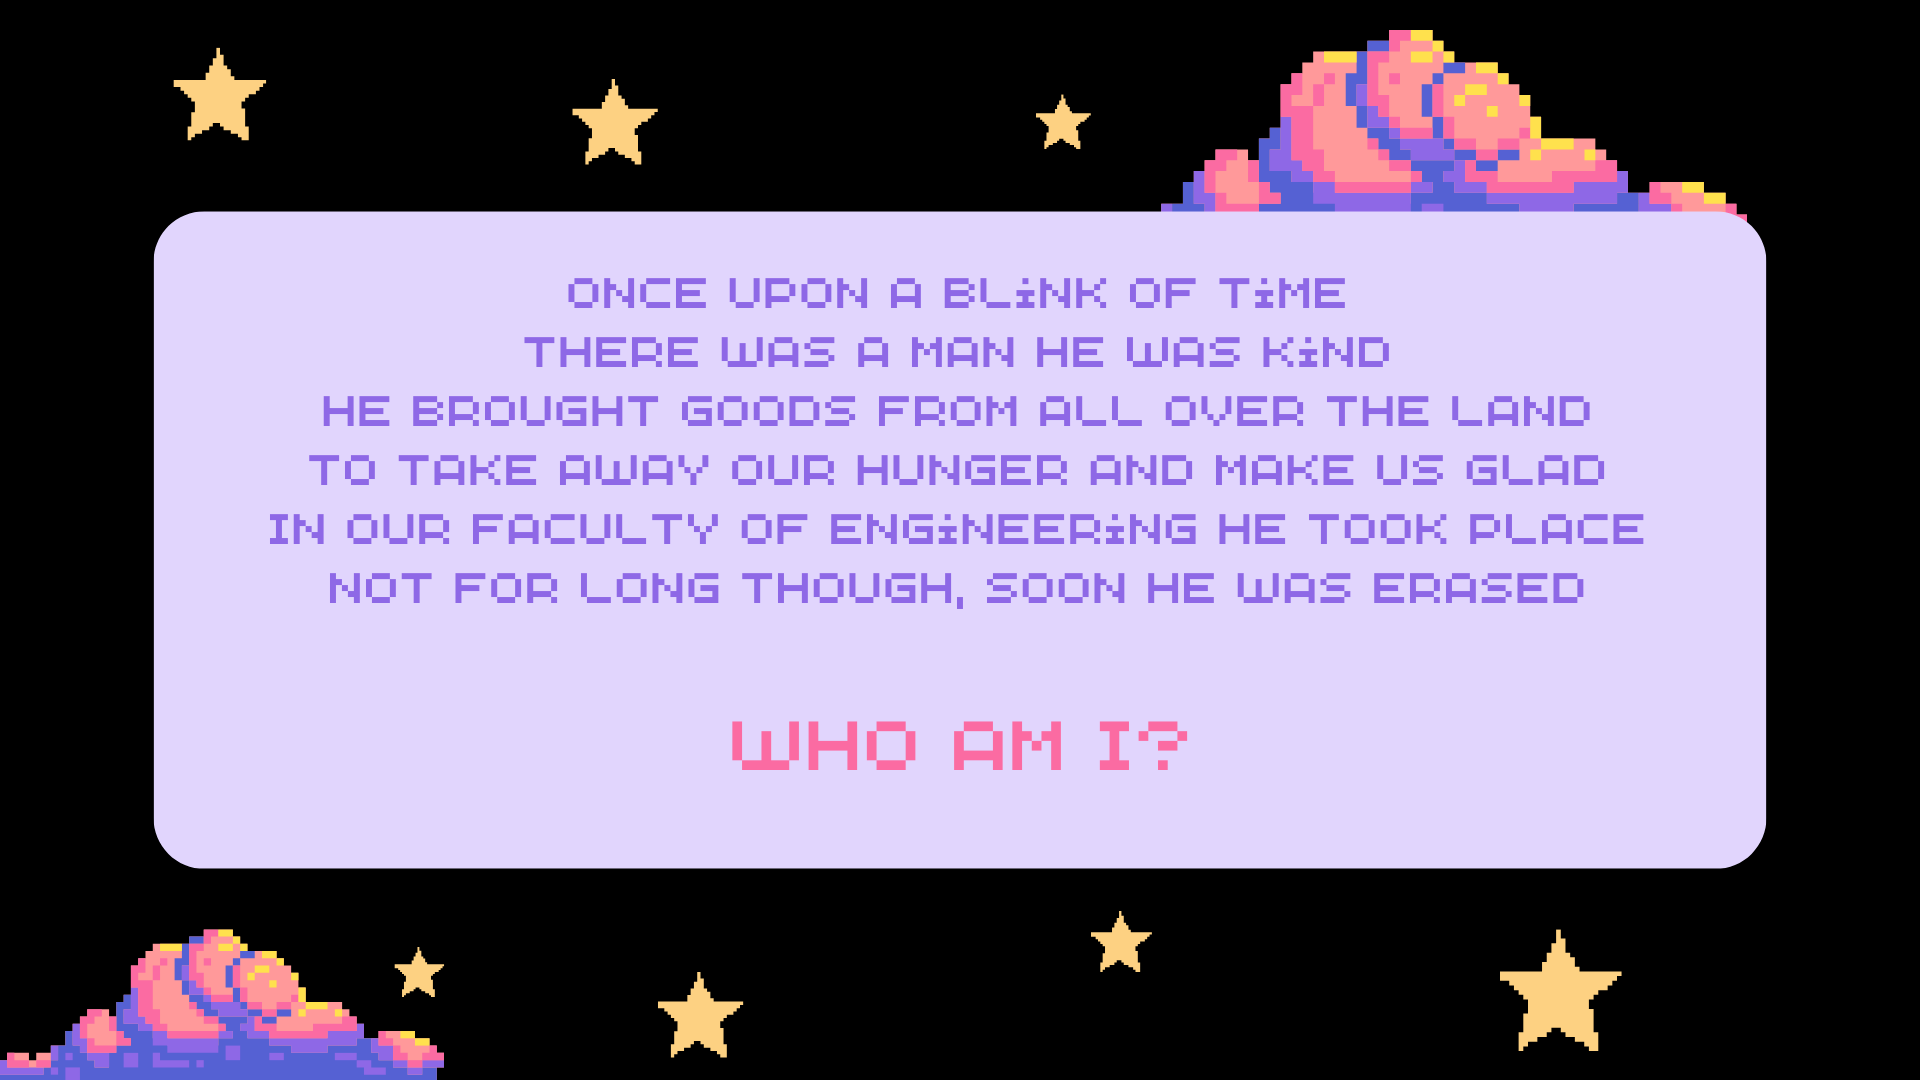 ONCE UPON A BLiNK OF TiME
THERE WAS A MAN HE WAS KiND
HE BROUGHT GOODS FROM ALL OVER THE LAND
TO TAKE AWAY OUR HUNGER AND MAKE US GLAD
IN OUR FACULTY OF ENGiNEERiNG HE TOOK PLACE
NOT FOR LONG THOUGH, SOON HE WAS ERASED
WHO AM I?